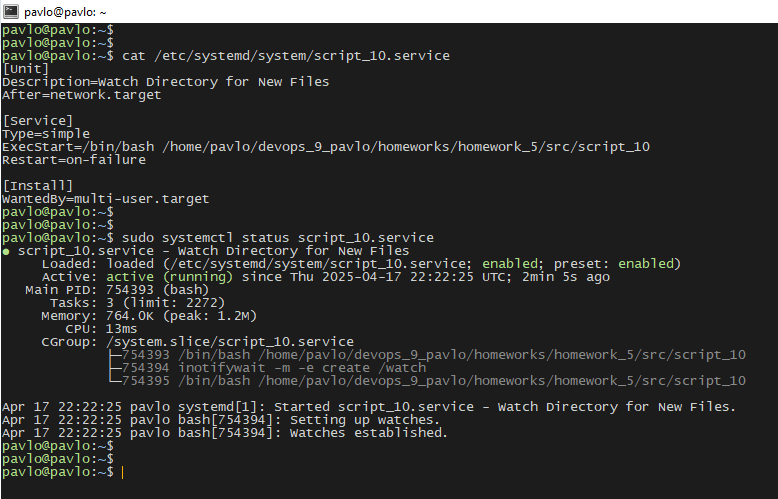 pavlo@pavlo: ~
pavlo@pavlo:~$
pavlo@pavlo:~$
pavlo@pavlo:~$ cat /etc/systemd/system/script_10.service
[Unit]
Description=Watch Directory for New Files
After=network.target

[Service]
Type=simple
ExecStart=/bin/bash /home/pavlo/devops_9_pavlo/homeworks/homework_5/src/script_10
Restart=on-failure

[Install]
WantedBy=multi-user.target
pavlo@pavlo:~$
pavlo@pavlo:~$
pavlo@pavlo:~$ sudo systemctl status script_10.service
● script_10.service - Watch Directory for New Files
     Loaded: loaded (/etc/systemd/system/script_10.service; enabled; preset: enabled)
     Active: active (running) since Thu 2025-04-17 22:22:25 UTC; 2min 5s ago
   Main PID: 754393 (bash)
      Tasks: 3 (limit: 2272)
     Memory: 764.0K (peak: 1.2M)
        CPU: 13ms
     CGroup: /system.slice/script_10.service
             ├─754393 /bin/bash /home/pavlo/devops_9_pavlo/homeworks/homework_5/src/script_10
             ├─754394 inotifywait -m -e create /watch
             └─754395 /bin/bash /home/pavlo/devops_9_pavlo/homeworks/homework_5/src/script_10

Apr 17 22:22:25 pavlo systemd[1]: Started script_10.service - Watch Directory for New Files.
Apr 17 22:22:25 pavlo bash[754394]: Setting up watches.
Apr 17 22:22:25 pavlo bash[754394]: Watches established.
pavlo@pavlo:~$
pavlo@pavlo:~$
pavlo@pavlo:~$